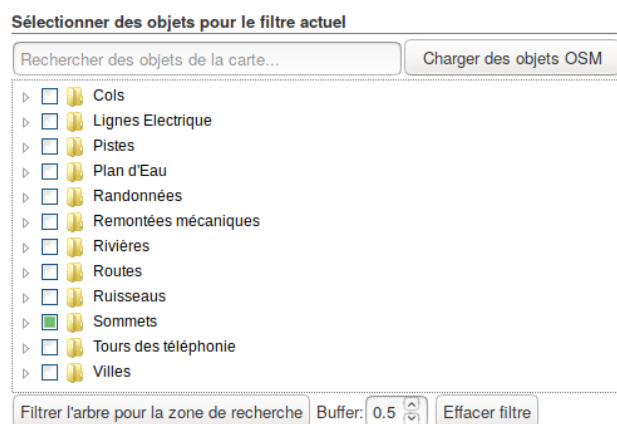 Sélectionner des objets pour le filtre actuel
Rechercher des objets de la carte... Charger des objets OSM
Cols
Lignes Electrique
Pistes
Plan d'Eau
Randonnées
Remontées mécaniques
Rivières
Routes
Ruisseaus
Sommets
Tours des téléphonie
Villes
Filtrer l'arbre pour la zone de recherche Buffer: 0.5 Effacer filtre